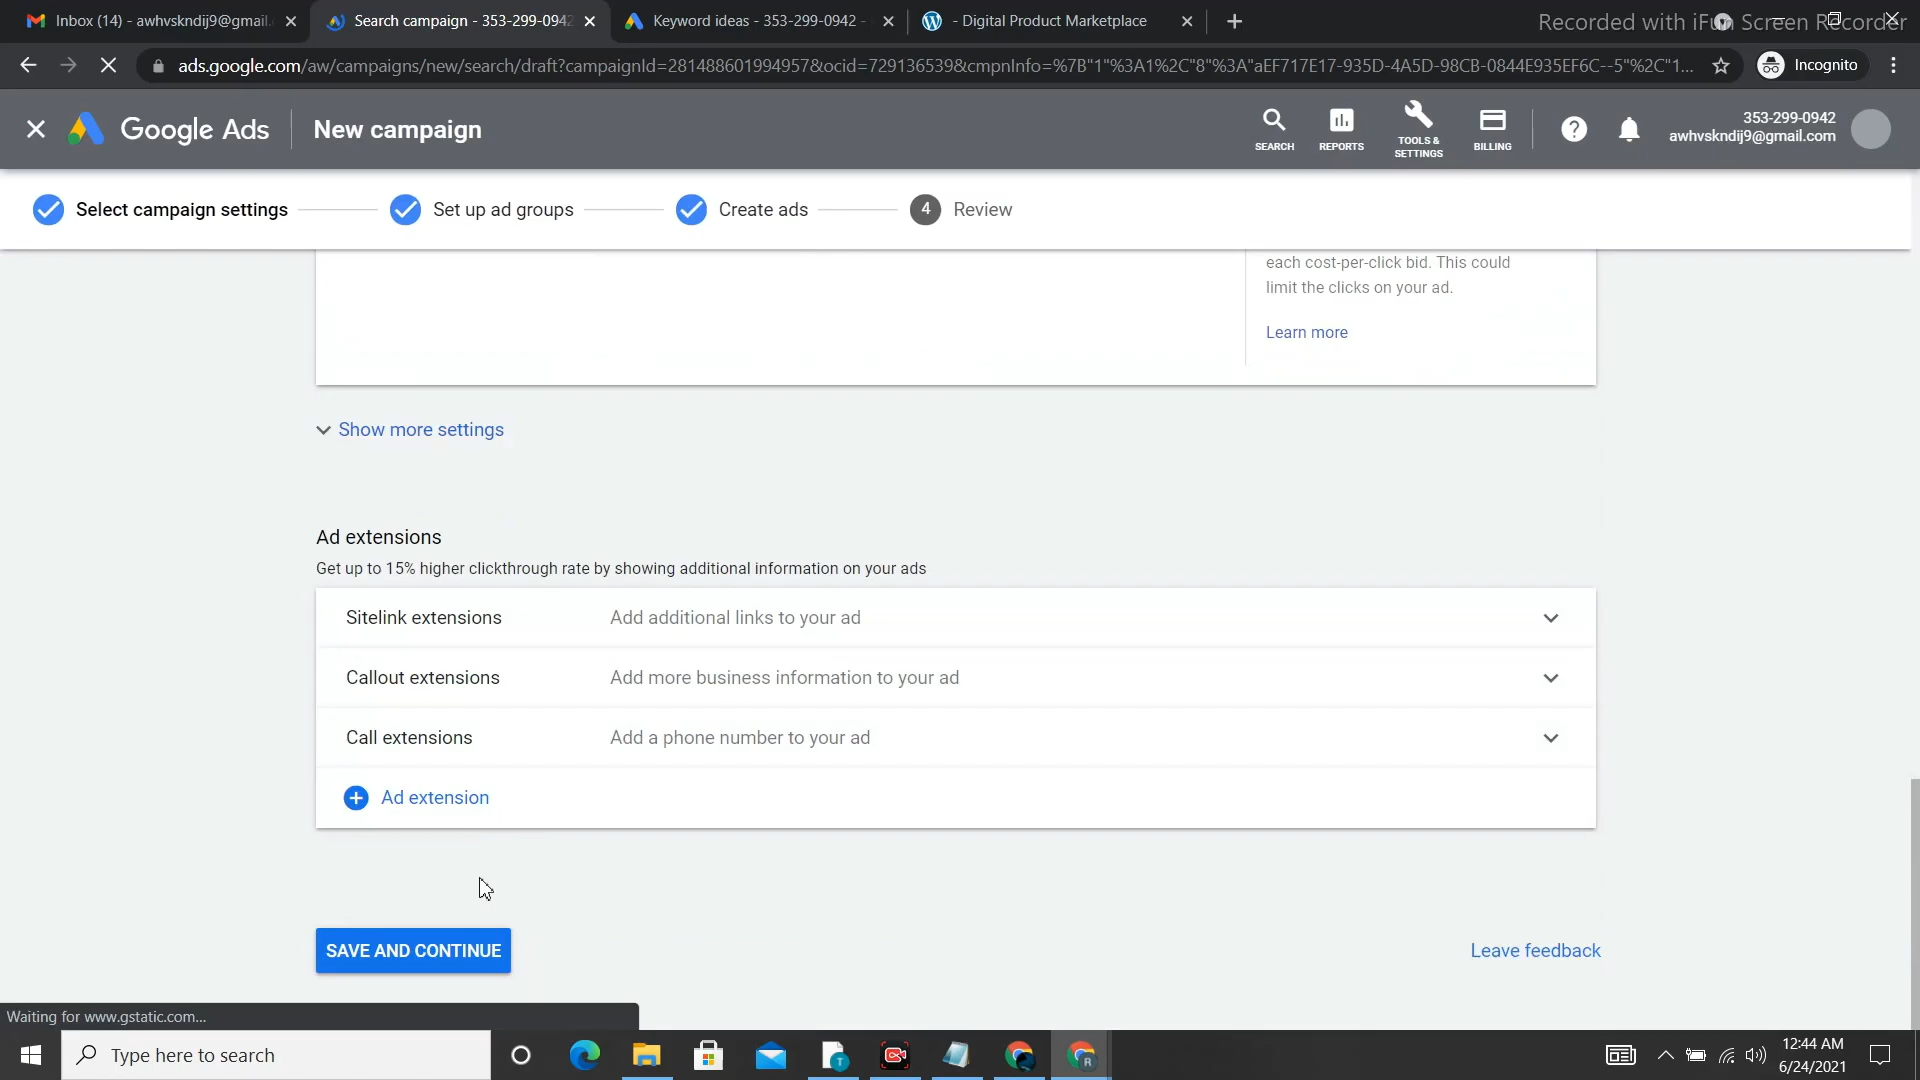 Inbox (14) - awhvskndij9@gmail.
Search campaign - 353-299-0942
Keyword ideas - 353-299-0942 -
- Digital Product Marketplace
Recorded with iFun Screen Recorder
ads.google.com/aw/campaigns/new/search/draft?campaignId=281488601994957&ocid=729136539&cmpnInfo=%7B"1"%3A1%2C"8"%3A"aEF717E17-935D-4A5D-98CB-0844E935EF6C--5"%2C"1...
Incognito
Google Ads
New campaign
SEARCH
REPORTS
TOOLS &
SETTINGS
BILLING
353-299-0942
awhvskndij9@gmail.com
Select campaign settings
Set up ad groups
Create ads
4 Review
each cost-per-click bid. This could
limit the clicks on your ad.
Learn more
Show more settings
Ad extensions
Get up to 15% higher clickthrough rate by showing additional information on your ads
Sitelink extensions Add additional links to your ad
Callout extensions Add more business information to your ad
Call extensions Add a phone number to your ad
Ad extension
SAVE AND CONTINUE
Leave feedback
Waiting for www.gstatic.com...
Type here to search
12:44 AM
6/24/2021